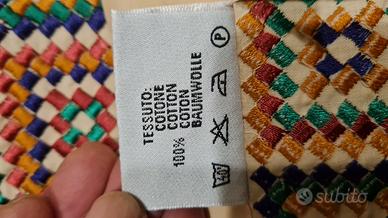 TESSUTO:
COTONE
COTTON
COTON
100% BAUMWOLLE
P
subito